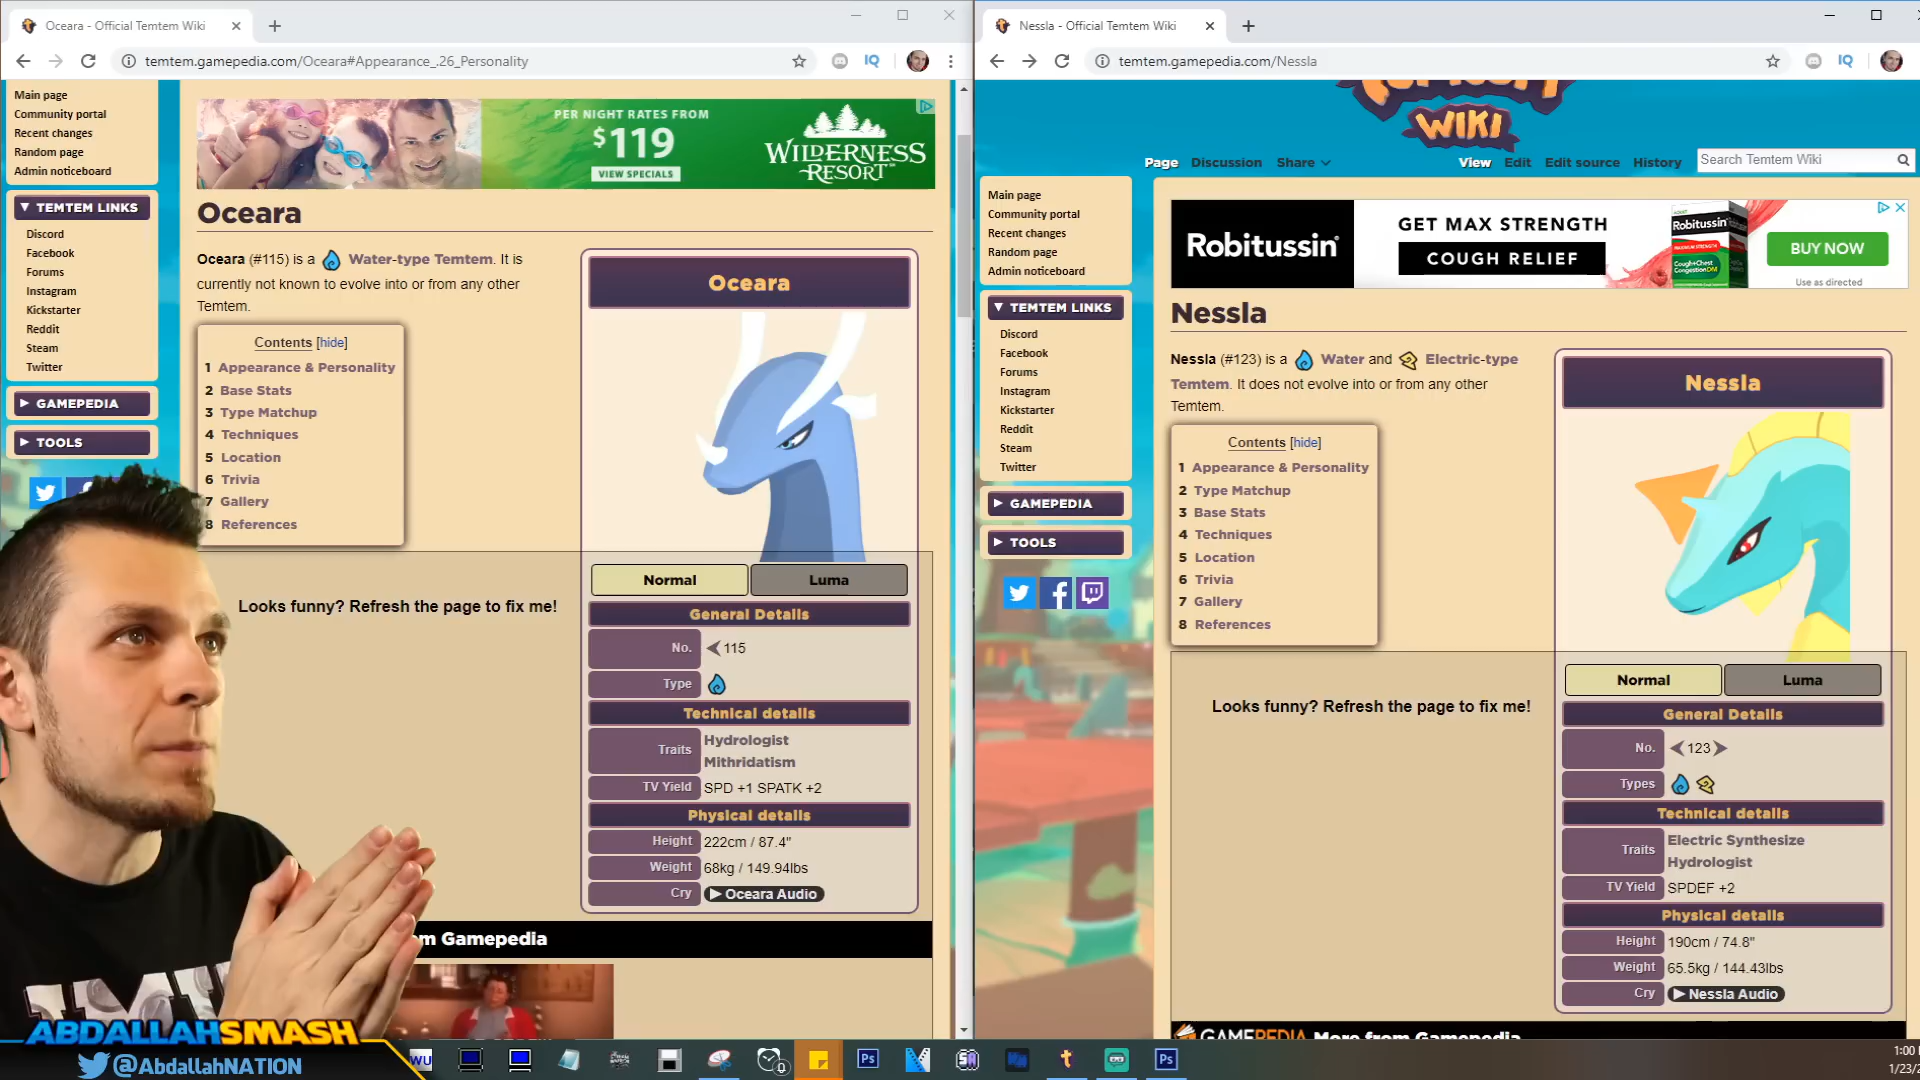 Oceara - Official Temtem Wiki
temtem.gamepedia.com/Oceara#Appearance_.26_Personality
IQ
Main page
Community portal
Recent changes
Random page
Admin noticeboard
TEMTEM LINKS
Discord
Facebook
Forums
Instagram
Kickstarter
Reddit
Steam
Twitter
GAMEPEDIA
TOOLS
PER NIGHT RATES FROM
$119
VIEW SPECIALS
WILDERNESS
RESORT
Oceara
Oceara (#115) is a Water-type Temtem. It is
currently not known to evolve into or from any other
Temtem.
Contents [hide]
1 Appearance & Personality
2 Base Stats
3 Type Matchup
4 Techniques
5 Location
6 Trivia
7 Gallery
8 References
Looks funny? Refresh the page to fix me!
Oceara
Normal
Luma
General Details
No. 115
Type
Technical details
Traits
Hydrologist
Mithridatism
TV Yield SPD +1 SPATK +2
Physical details
Height 222cm / 87.4"
Weight 68kg / 149.94lbs
Cry Oceara Audio
om Gamepedia
ABDALLAHSMASH
@AbdallahNATION
Nessla - Official Temtem Wiki
temtem.gamepedia.com/Nessla
IQ
WIKI
Page Discussion Share View Edit Edit source History Search Temtem Wiki
Main page
Community portal
Recent changes
Random page
Admin noticeboard
TEMTEM LINKS
Discord
Facebook
Forums
Instagram
Kickstarter
Reddit
Steam
Twitter
GAMEPEDIA
TOOLS
Robitussin
GET MAX STRENGTH
COUGH RELIEF
Robitussin
BUY NOW
Use as directed
Nessla
Nessla (#123) is a Water and Electric-type
Temtem. It does not evolve into or from any other
Temtem.
Contents [hide]
1 Appearance & Personality
2 Type Matchup
3 Base Stats
4 Techniques
5 Location
6 Trivia
7 Gallery
8 References
Looks funny? Refresh the page to fix me!
Nessla
Normal
Luma
General Details
No. 123
Types
Technical details
Traits
Electric Synthesize
Hydrologist
TV Yield SPDEF +2
Physical details
Height 190cm / 74.8"
Weight 65.5kg / 144.43lbs
Cry Nessla Audio
GAMEPEDIA More from Gamepedia
WU
Ps
Ps
1:00
1/23/2